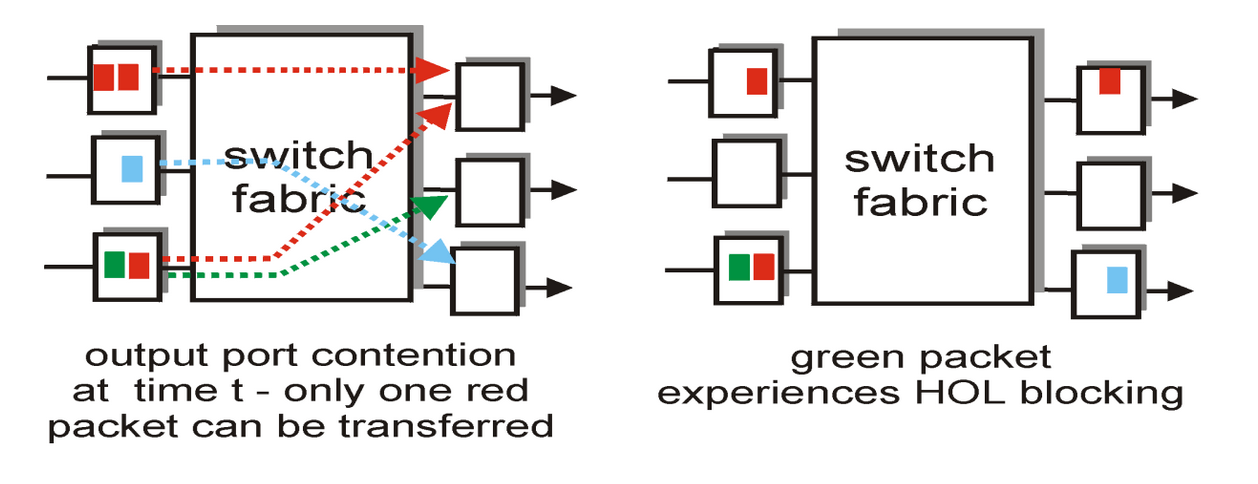 switch
fabric
output port contention
at time t - only one red
packet can be transferred
switch
fabric
green packet
experiences HOL blocking